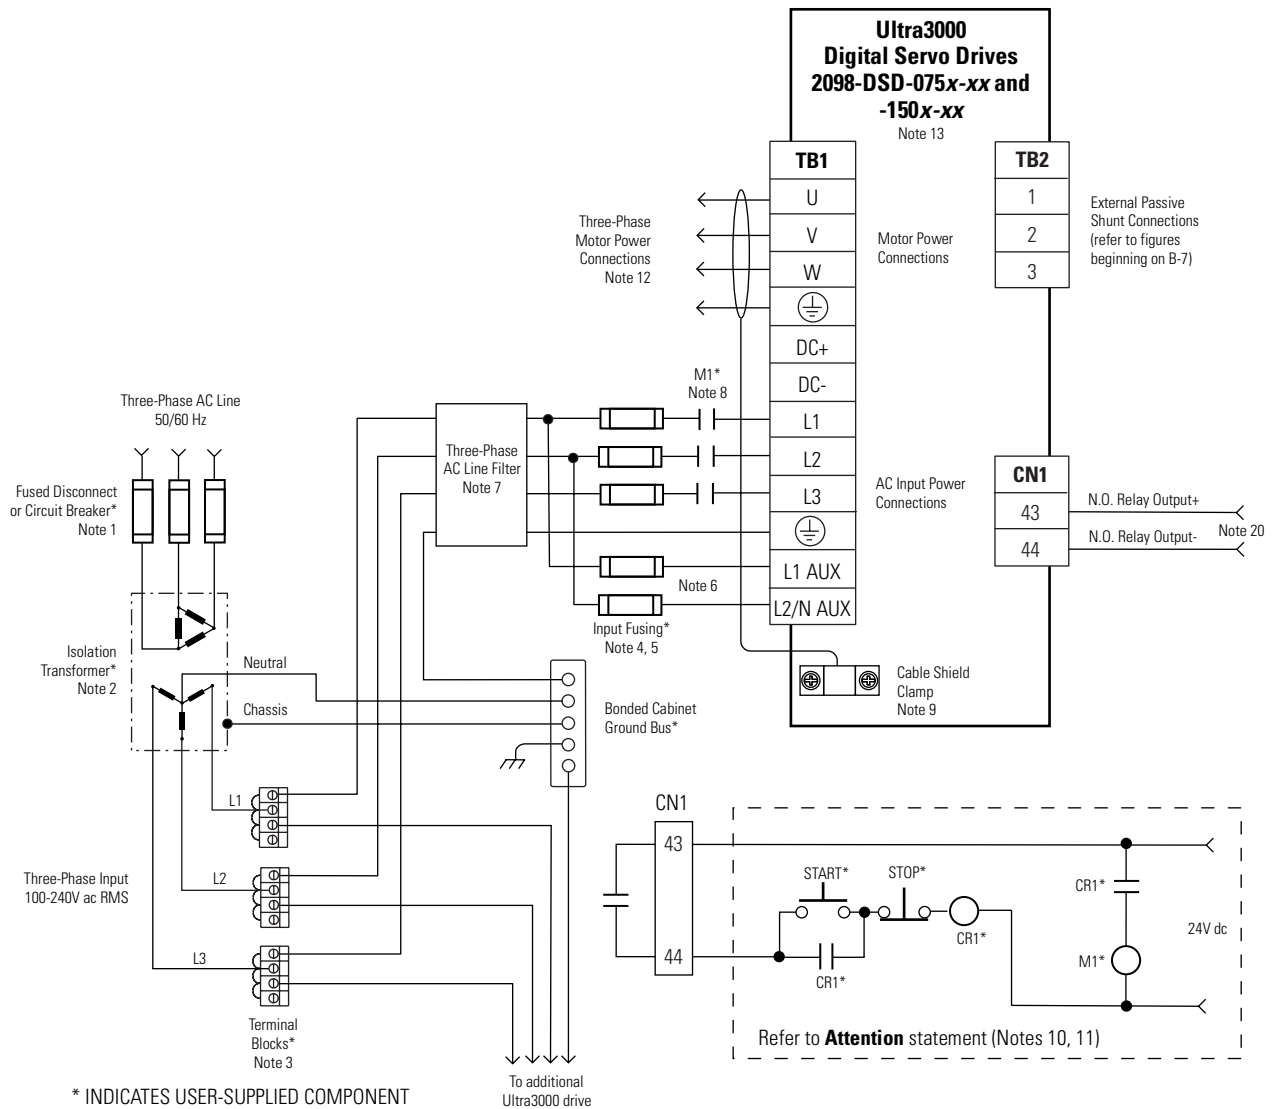 Ultra3000
Digital Servo Drives
2098-DSD-075x-xx and
-150x-xx
Note 13
TB1
U
V
W
DC+
DC-
L1
L2
L3
L1 AUX
L2/N AUX
TB2
1
2
3
External Passive
Shunt Connections
(refer to figures
beginning on B-7)
Three-Phase
Motor Power
Connections
Note 12
Motor Power
Connections
M1*
Note 8
Three-Phase AC Line
50/60 Hz
Three-Phase
AC Line Filter
Note 7
AC Input Power
Connections
CN1
43
44
N.O. Relay Output+
N.O. Relay Output-
Note 20
Fused Disconnect
or Circuit Breaker*
Note 1
Note 6
Input Fusing*
Note 4, 5
Isolation
Transformer*
Note 2
Neutral
Chassis
Bonded Cabinet
Ground Bus*
Cable Shield
Clamp
Note 9
L1
L2
L3
Three-Phase Input
100-240V ac RMS
Terminal
Blocks*
Note 3
To additional
Ultra3000 drive
CN1
43
44
START*
STOP*
CR1*
CR1*
CR1*
M1*
24V dc
Refer to Attention statement (Notes 10, 11)
* INDICATES USER-SUPPLIED COMPONENT